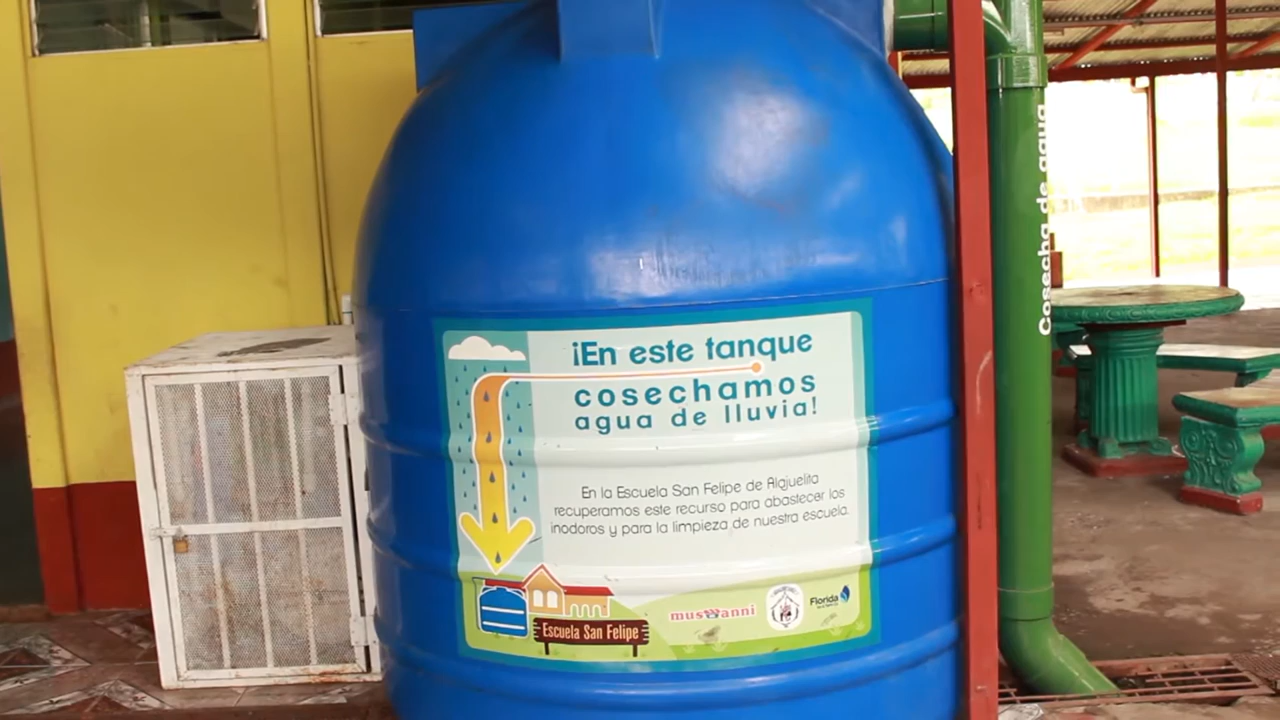 ¡En este tanque
cosechamos
agua de lluvia!
En la Escuela San Felipe de Alajuelita
recuperamos este recurso para abastecer los
inodoros y para la limpieza de nuestra escuela.
Escuela San Felipe
musmanni
Florida
Cosecha de agua